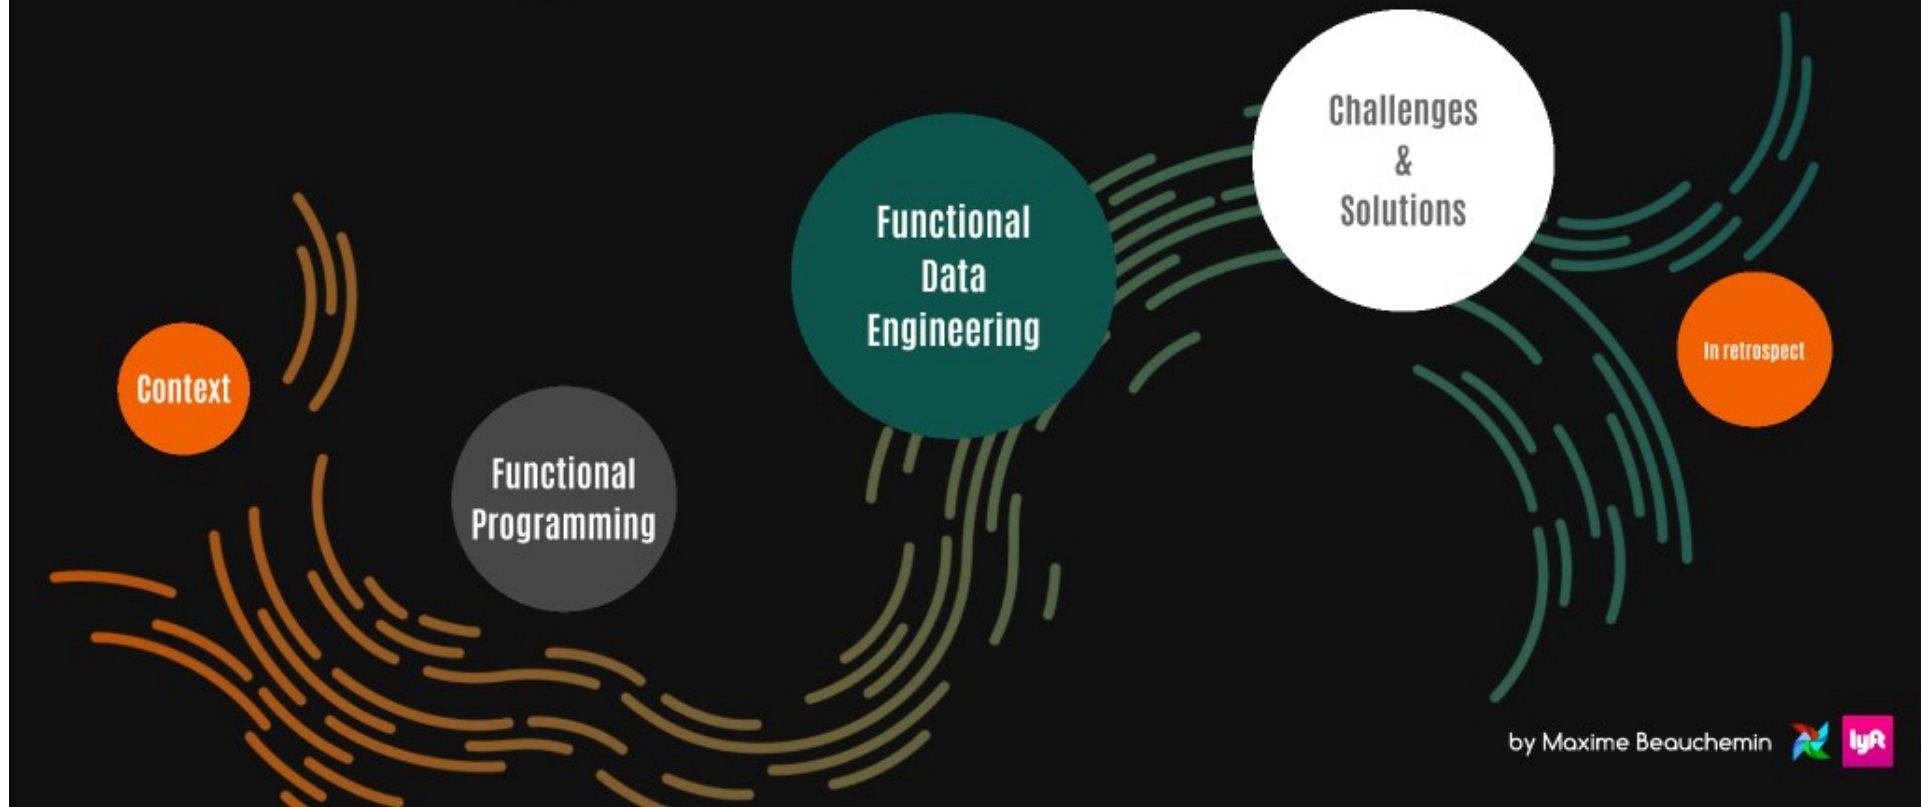 Context
Functional
Programming
Functional
Data
Engineering
Challenges
&
Solutions
In retrospect
by Maxime Beauchemin
lyft